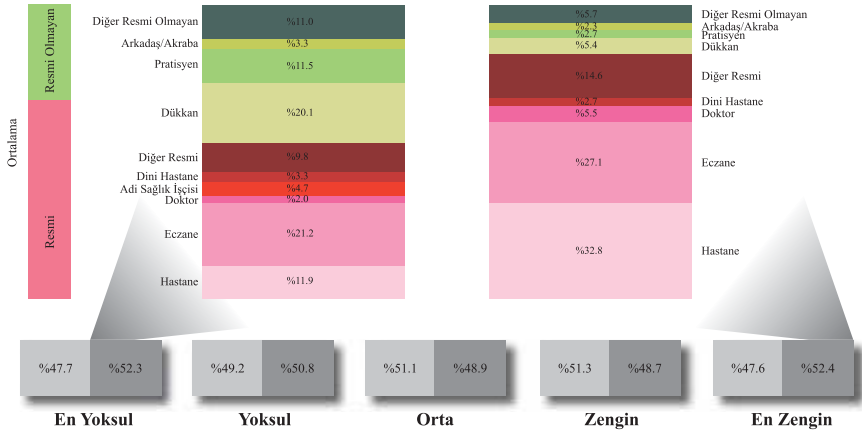 Ortalama
Resmi Olmayan
Resmi
Diğer Resmi Olmayan %11.0
Arkadaş/Akraba %3.3
Pratisyen %11.5
Dükkan %20.1
Diğer Resmi %9.8
Dini Hastane %3.3
Adi Sağlık İşçisi %4.7
Doktor %2.0
Eczane %21.2
Hastane %11.9
%5.7 Diğer Resmi Olmayan
%2.3 Arkadaş/Akraba
%2.7 Pratisyen
%5.4 Dükkan
%14.6 Diğer Resmi
%2.7 Dini Hastane
%5.5 Doktor
%27.1 Eczane
%32.8 Hastane
%47.7 %52.3
%49.2 %50.8
%51.1 %48.9
%51.3 %48.7
%47.6 %52.4
En Yoksul
Yoksul
Orta
Zengin
En Zengin